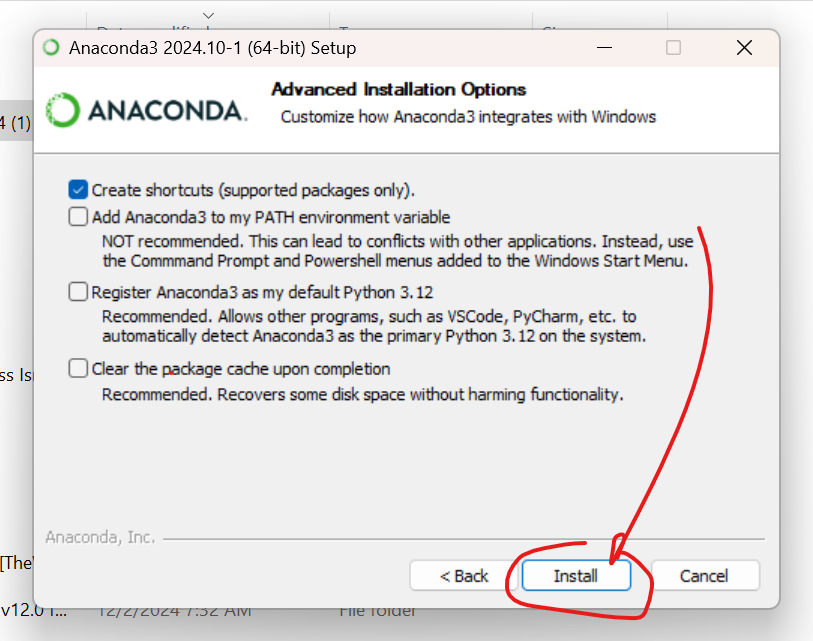 Anaconda3 2024.10-1 (64-bit) Setup
ANACONDA.
Advanced Installation Options
Customize how Anaconda3 integrates with Windows
4 (1)
Create shortcuts (supported packages only).
Add Anaconda3 to my PATH environment variable
NOT recommended. This can lead to conflicts with other applications. Instead, use
the Commmand Prompt and Powershell menus added to the Windows Start Menu.
Register Anaconda3 as my default Python 3.12
Recommended. Allows other programs, such as VSCode, PyCharm, etc. to
automatically detect Anaconda3 as the primary Python 3.12 on the system.
Clear the package cache upon completion
Recommended. Recovers some disk space without harming functionality.
Anaconda, Inc.
[The
< Back Install Cancel
v12.0 12/2/2024 7:52 AM File folder